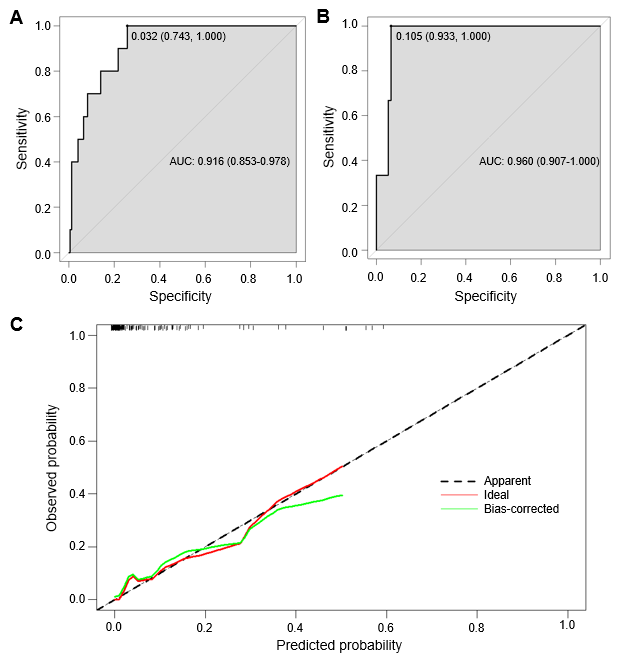 A
1.0
0.8
0.6
0.4
0.2
0.0
Sensitivity
0.032 (0.743, 1.000)
AUC: 0.916 (0.853-0.978)
0.0 0.2 0.4 0.6 0.8 1.0
Specificity
B
1.0
0.8
0.6
0.4
0.2
0.0
Sensitivity
0.105 (0.933, 1.000)
AUC: 0.960 (0.907-1.000)
0.0 0.2 0.4 0.6 0.8 1.0
Specificity
C
1.0
0.8
0.6
0.4
0.2
0.0
Observed probability
Apparent
Ideal
Bias-corrected
0.0 0.2 0.4 0.6 0.8 1.0
Predicted probability